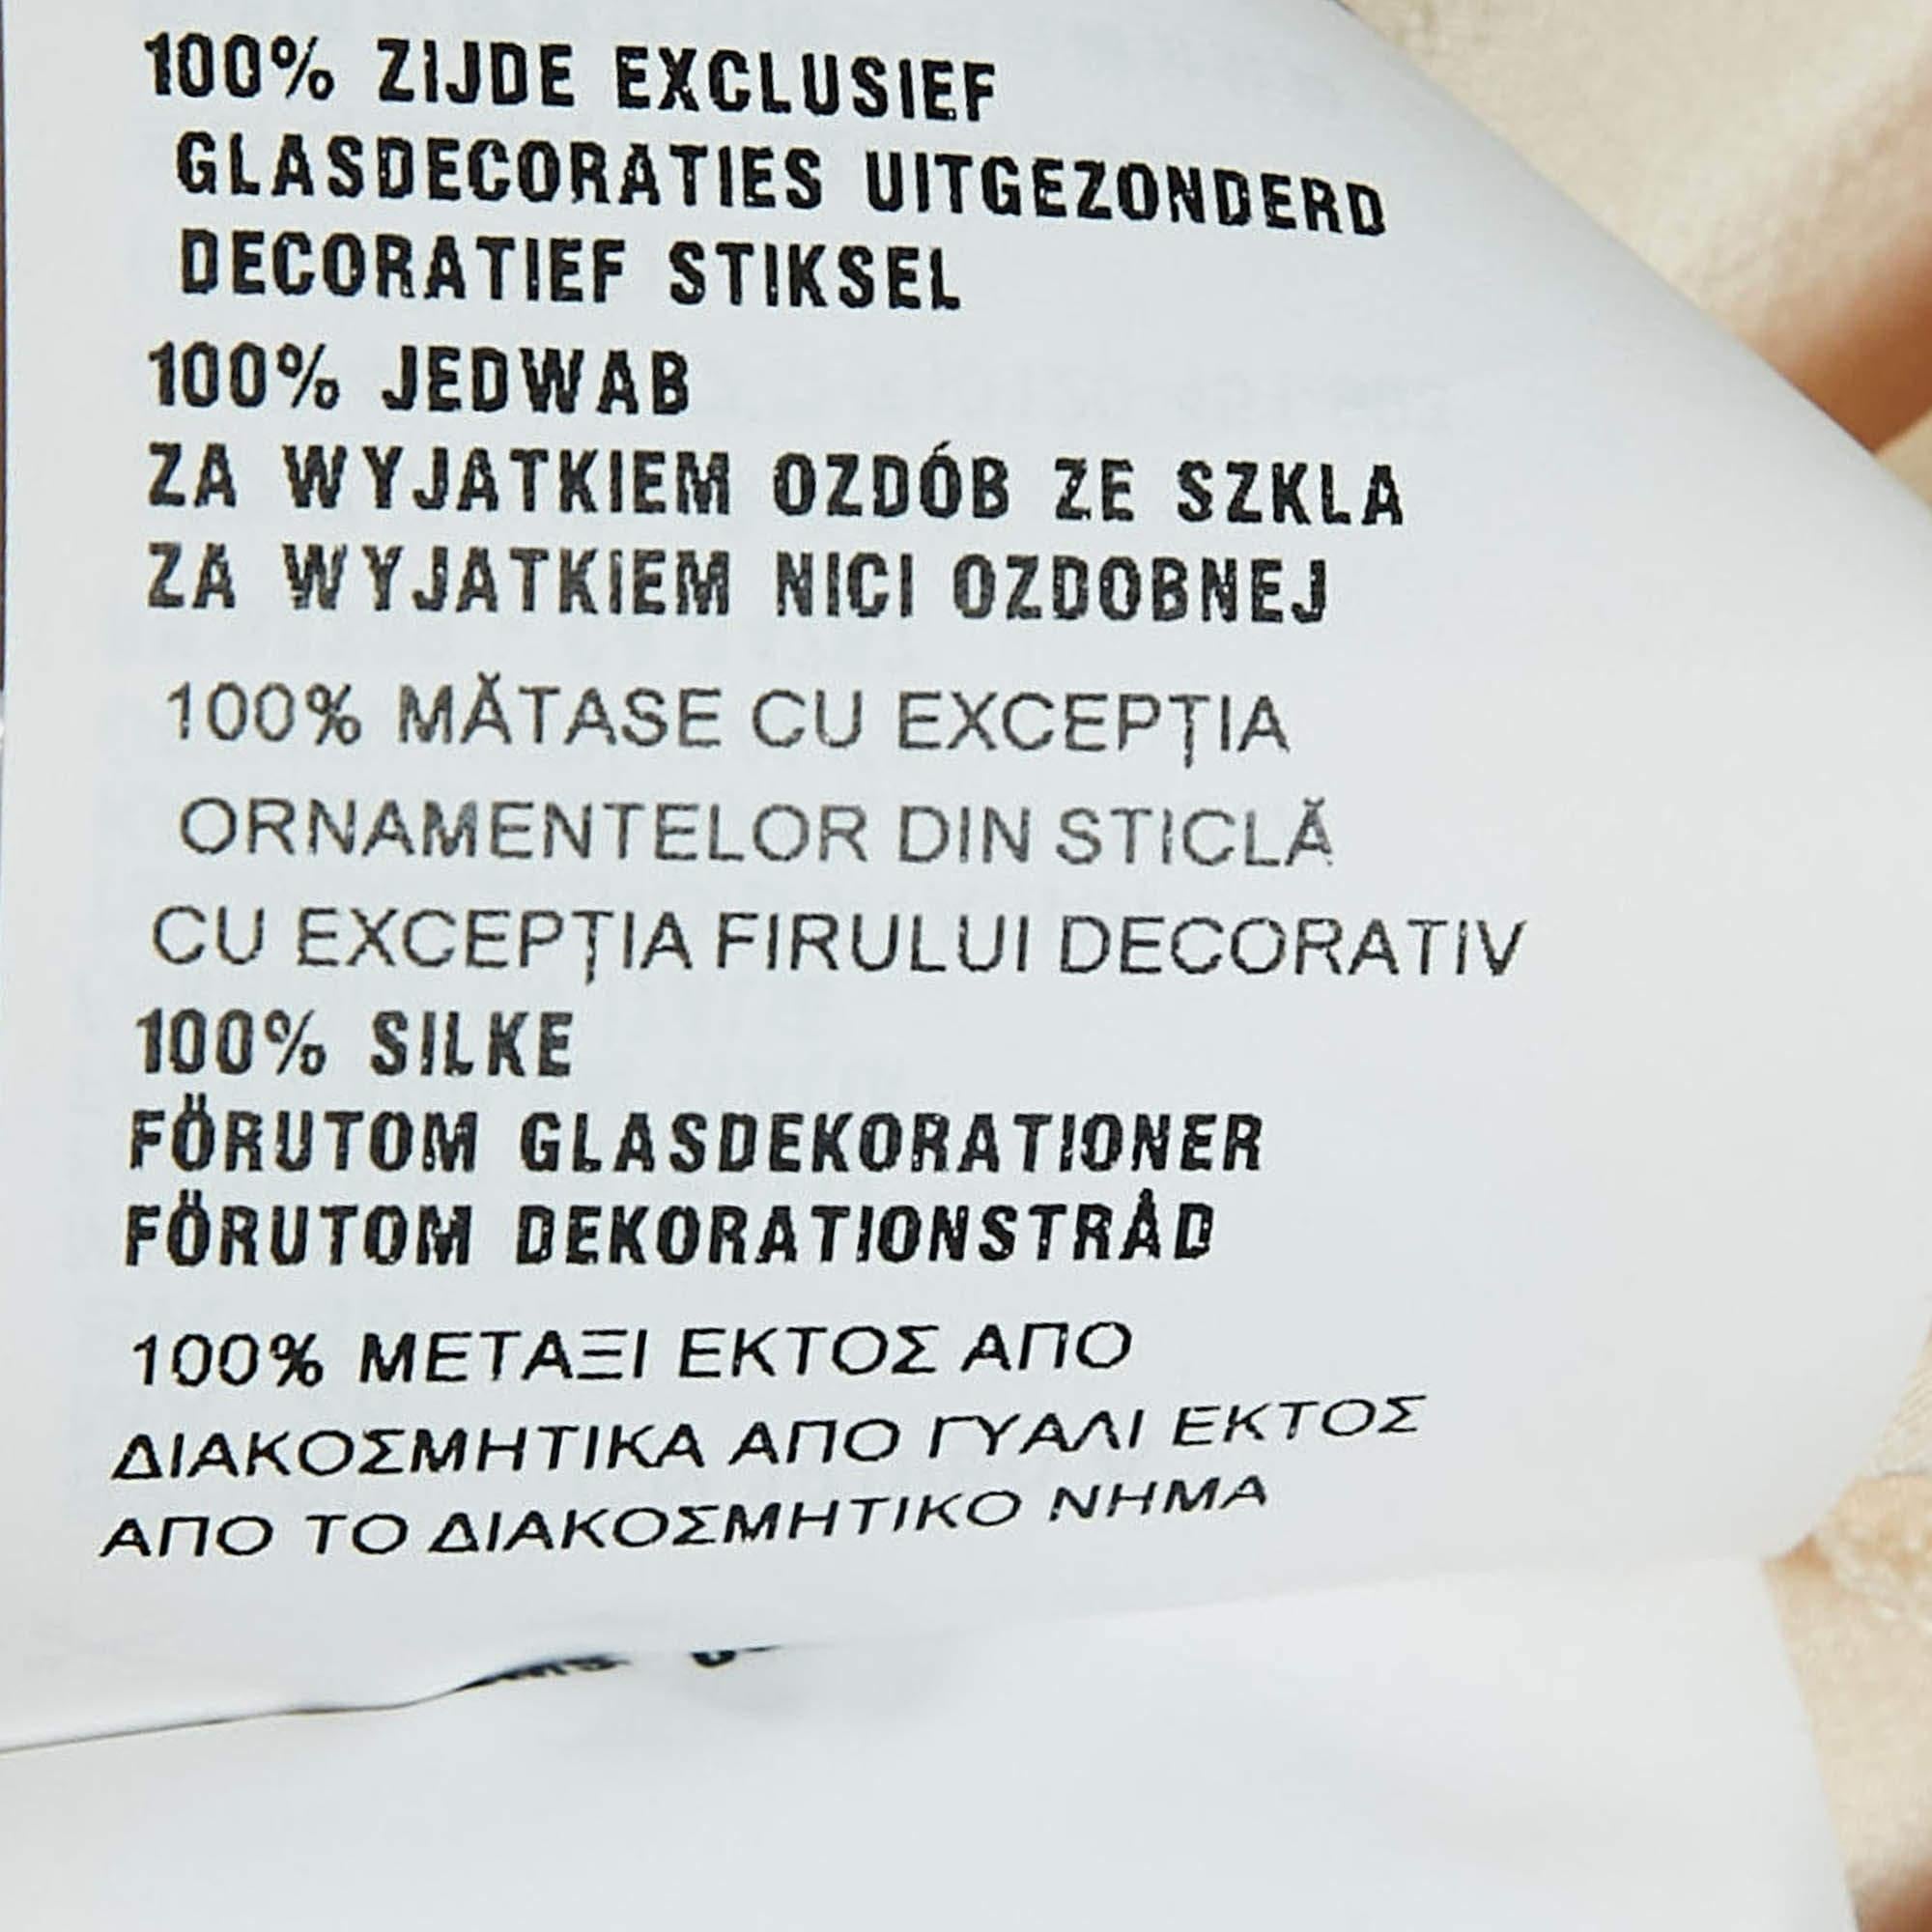 100% ZIJDE EXCLUSIEF
GLASDECORATIES UITGEZONDERD
DECORATIEF STIKSEL
100% JEDWAB
ZA WYJATKIEM OZDÓB ZE SZKLA
ZA WYJATKIEM NICI OZDOBNEJ
100% MĂTASE CU EXCEPŢIA
ORNAMENTELOR DIN STICLĂ
CU EXCEPŢIA FIRULUI DECORATIV
100% SILKE
FÖRUTOM GLASDEKORATIONER
FÖRUTOM DEKORATIONSTRÅD
100% ΜΕΤΑΞΙ ΕΚΤΟΣ ΑΠΟ
ΔΙΑΚΟΣΜΗΤΙΚΑ ΑΠΟ ΓΥΑΛΙ ΕΚΤΟΣ
ΑΠΟ ΤΟ ΔΙΑΚΟΣΜΗΤΙΚΟ ΝΗΜΑ